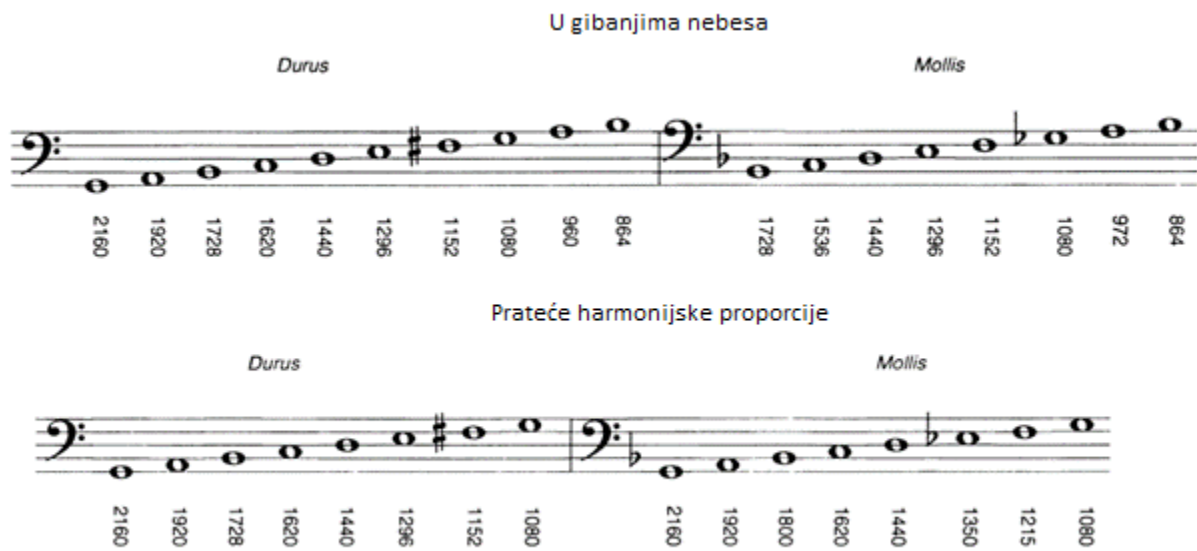 U gibanjima nebesa
Durus Mollis
2160 1920 1728 1620 1440 1296 1152 1080 960 864 1728 1536 1440 1296 1152 1080 972 864
Prateće harmonijske proporcije
Durus Mollis
2160 1920 1728 1620 1440 1296 1152 1080 2160 1920 1800 1620 1440 1350 1215 1080